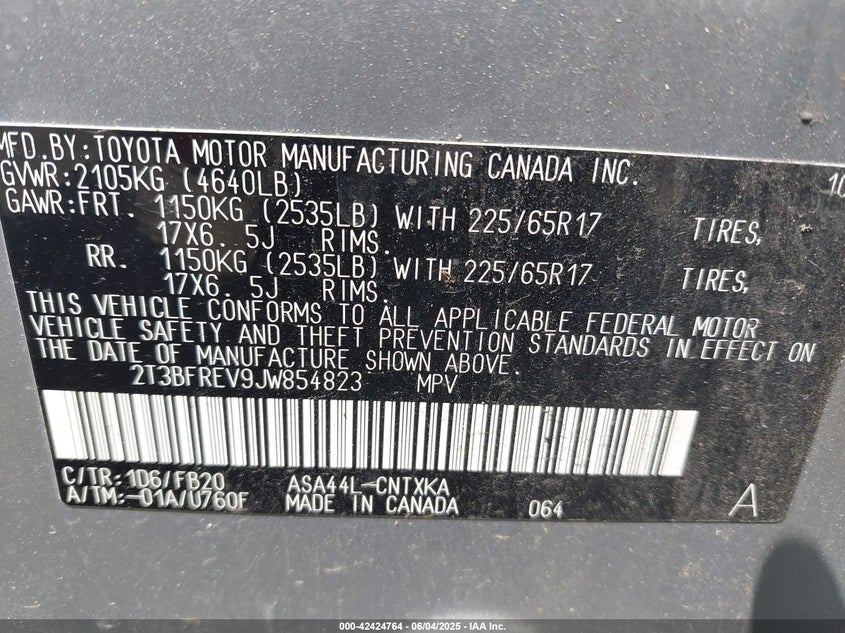 MFD.BY:TOYOTA MOTOR MANUFACTURING CANADA INC. 10
GVWR:2105KG (4640LB)
GAWR:FRT. 1150KG (2535LB) WITH 225/65R17 TIRES,
17X6. 5J RIMS.
RR. 1150KG (2535LB) WITH 225/65R17 TIRES,
17X6. 5J RIMS.
THIS VEHICLE CONFORMS TO ALL APPLICABLE FEDERAL MOTOR
VEHICLE SAFETY AND THEFT PREVENTION STANDARDS IN EFFECT ON
THE DATE OF MANUFACTURE SHOWN ABOVE.
2T3BFREV9JW854823 MPV
C/TR:1D6/FB20 ASA44L-CNTXKA
A/TM:-01A/U760F MADE IN CANADA 064 A
000-42424764 - 06/04/2025 - IAA Inc.